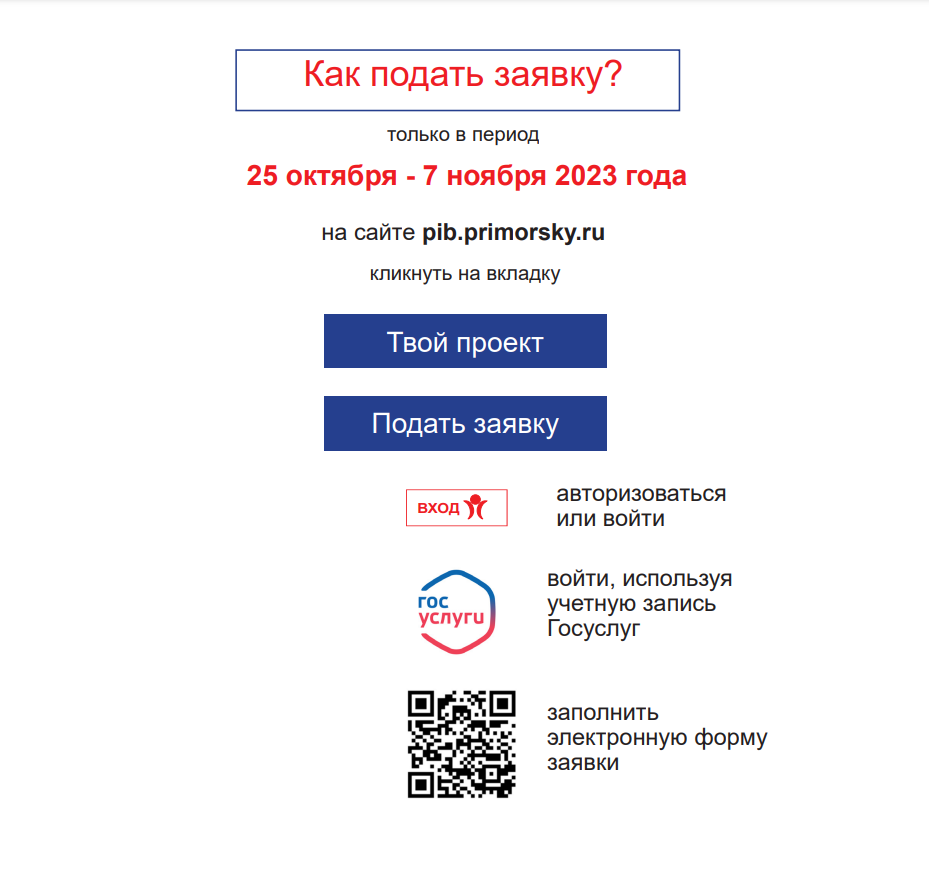 Как подать заявку?
только в период
25 октября - 7 ноября 2023 года
на сайте pib.primorsky.ru
кликнуть на вкладку
Твой проект
Подать заявку
ВХОД
авторизоваться
или войти
гос
услуги
войти, используя
учетную запись
Госуслуг
заполнить
электронную форму
заявки